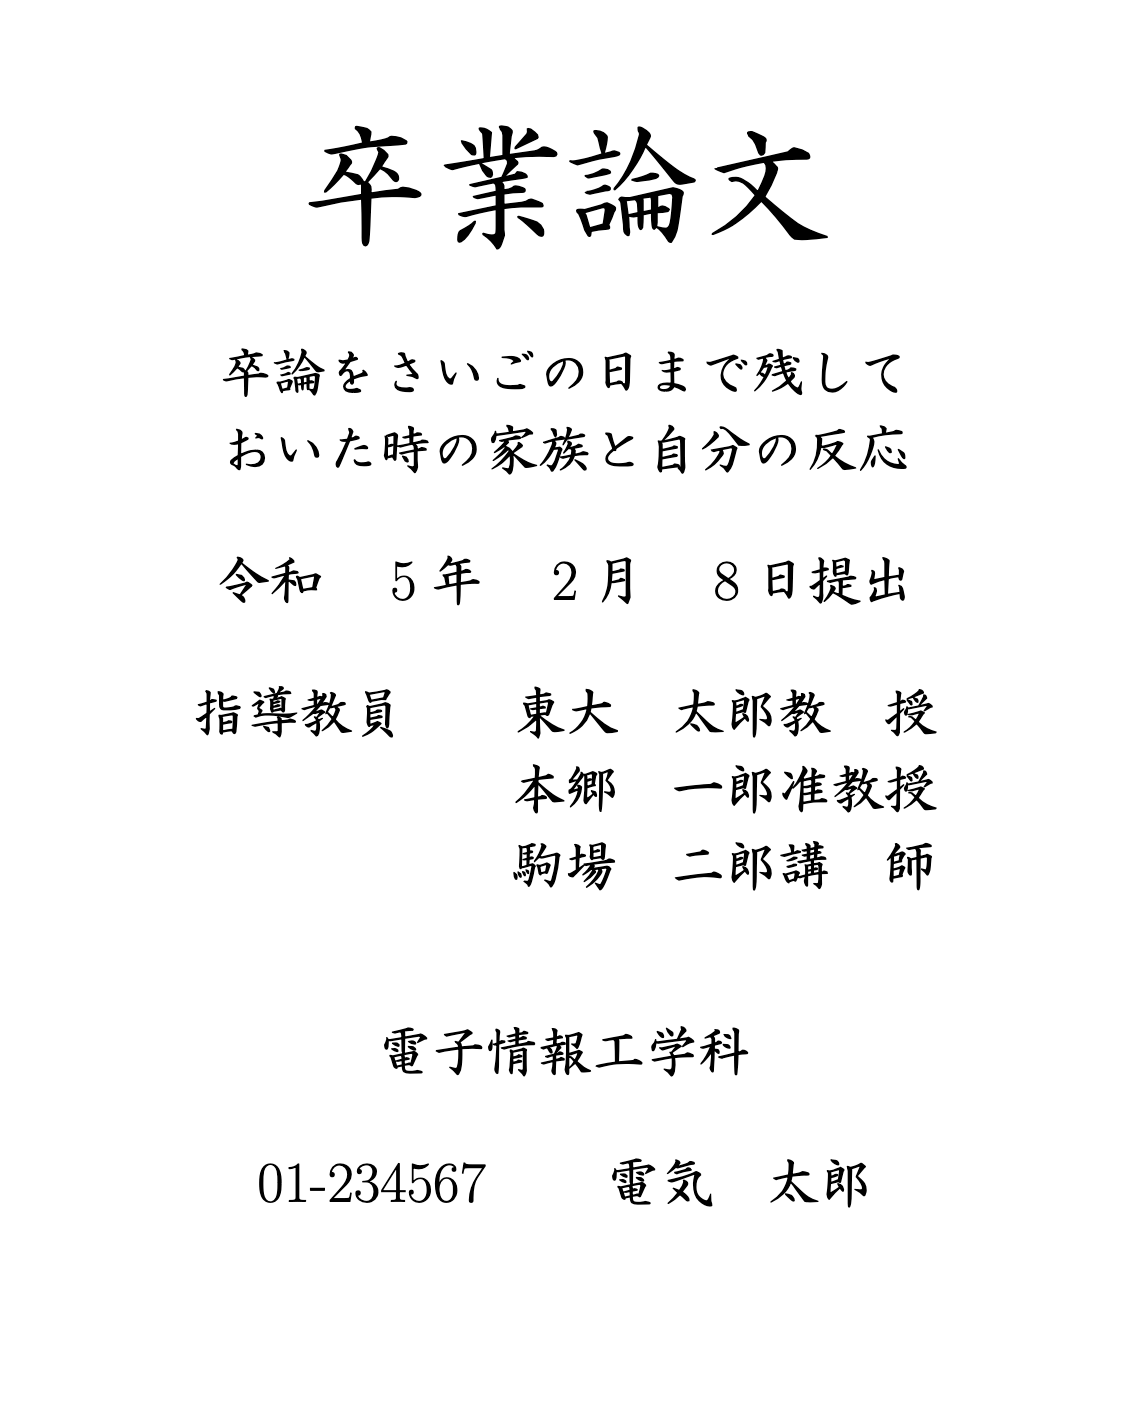 卒業論文
卒論をさいごの日まで残して
おいた時の家族と自分の反応
令和　5 年　2 月　8 日提出
指導教員　　東大　太郎教　授
本郷　一郎准教授
駒場　二郎講　師
電子情報工学科
01-234567　　電気　太郎